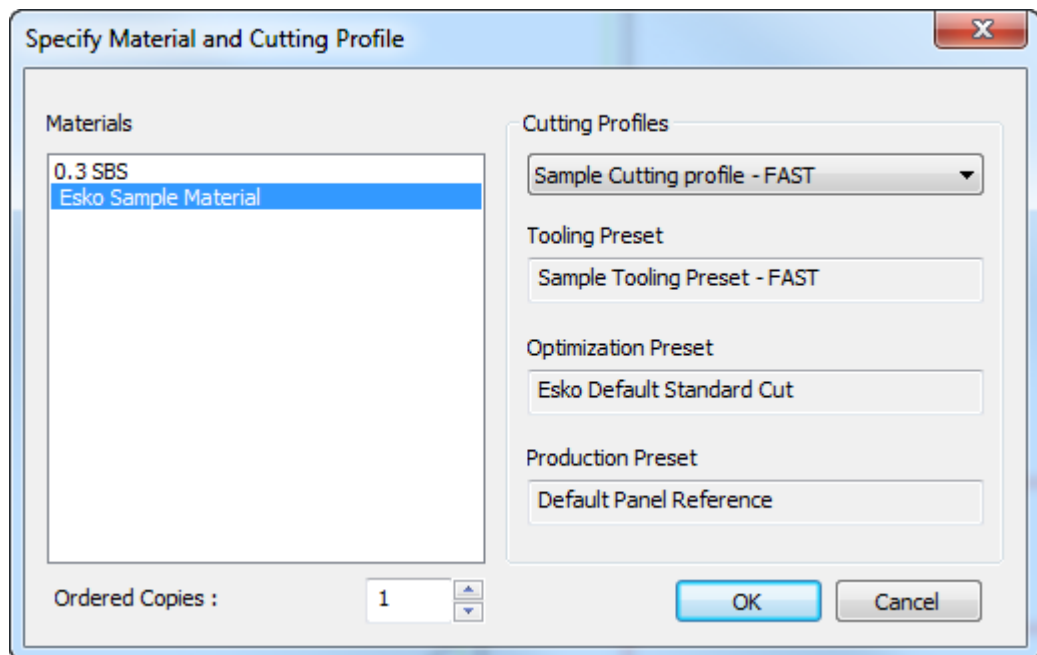 Specify Material and Cutting Profile
Materials
0.3 SBS
Esko Sample Material
Ordered Copies :
1
Cutting Profiles
Sample Cutting profile - FAST
Tooling Preset
Sample Tooling Preset - FAST
Optimization Preset
Esko Default Standard Cut
Production Preset
Default Panel Reference
OK
Cancel